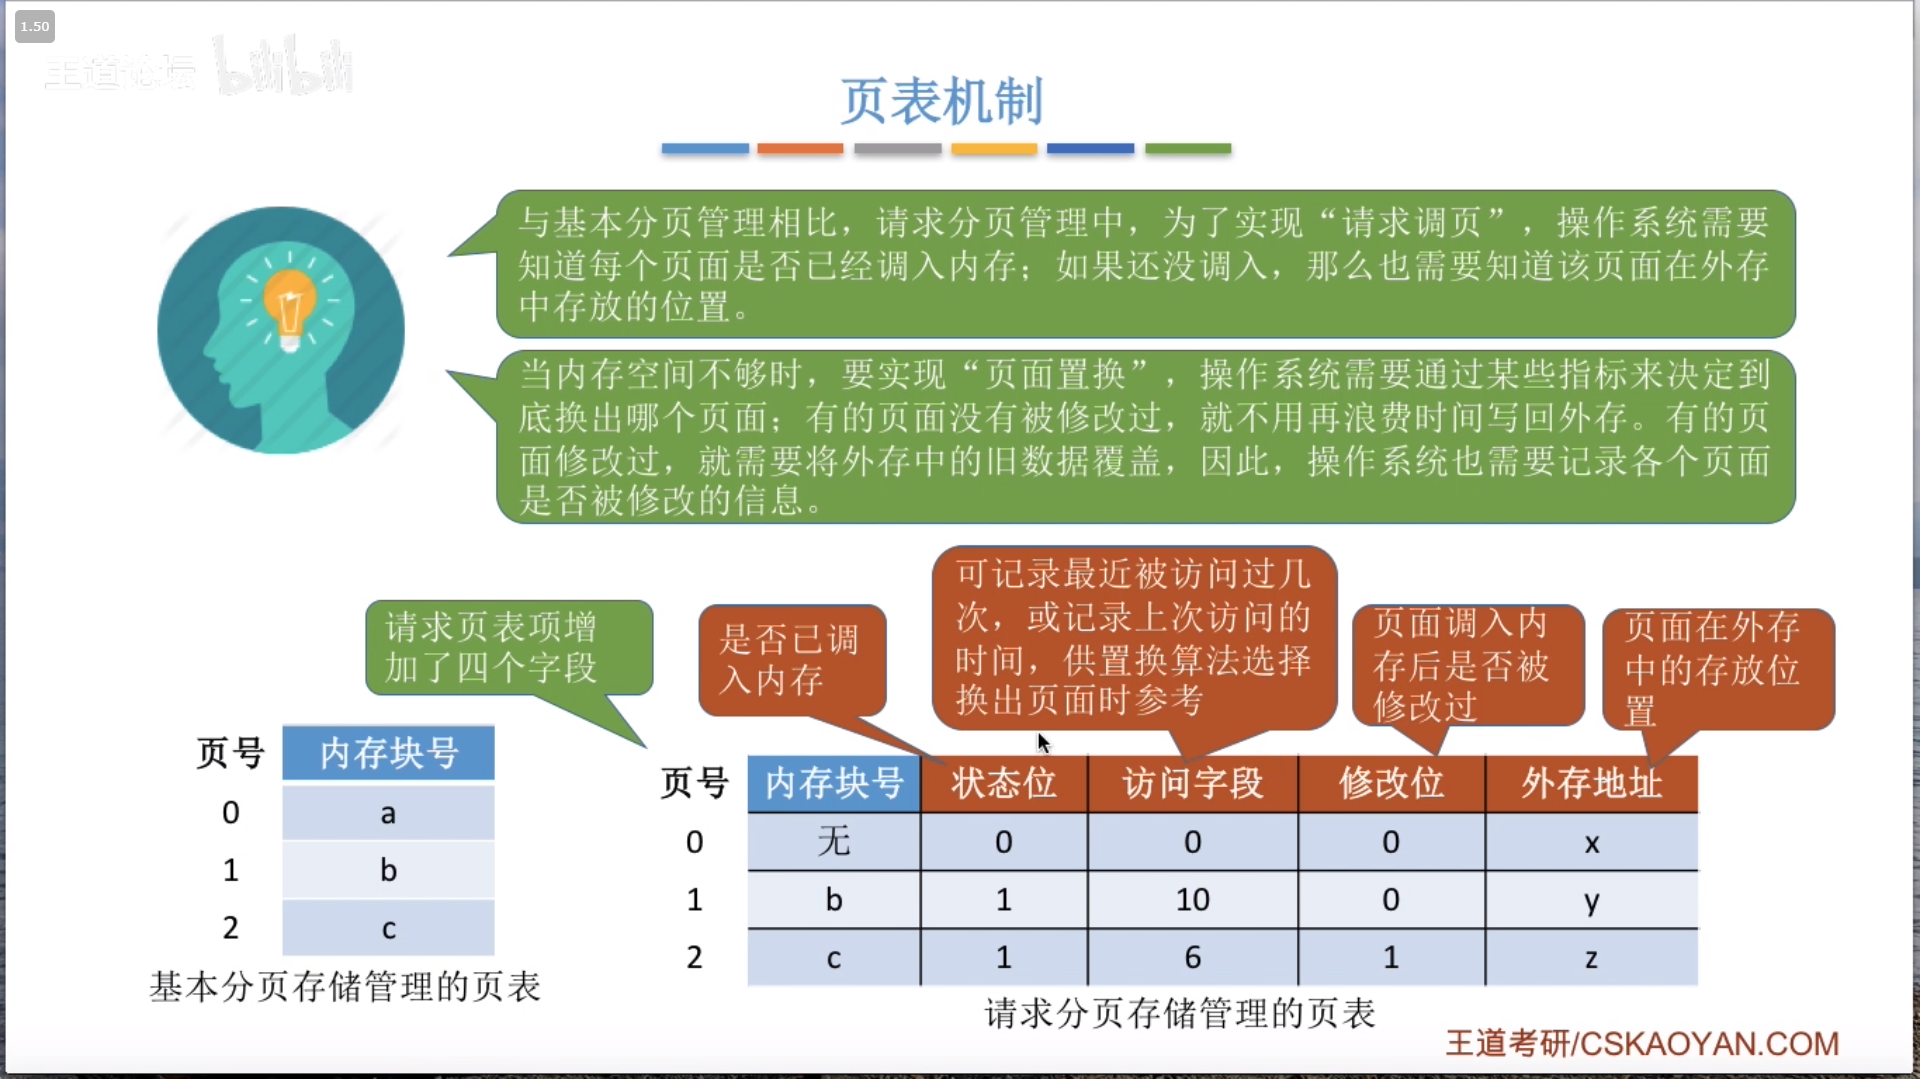 1.50
王道论坛 bilibili
页表机制
与基本分页管理相比，请求分页管理中，为了实现“请求调页”，操作系统需要
知道每个页面是否已经调入内存；如果还没调入，那么也需要知道该页面在外存
中存放的位置。
当内存空间不够时，要实现“页面置换”，操作系统需要通过某些指标来决定到
底换出哪个页面；有的页面没有被修改过，就不用再浪费时间写回外存。有的页
面修改过，就需要将外存中的旧数据覆盖，因此，操作系统也需要记录各个页面
是否被修改的信息。
请求页表项增
加了四个字段
是否已调
入内存
可记录最近被访问过几
次，或记录上次访问的
时间，供置换算法选择
换出页面时参考
页面调入内
存后是否被
修改过
页面在外存
中的存放位
置
页号 内存块号
0 a
1 b
2 c
基本分页存储管理的页表
页号 内存块号 状态位 访问字段 修改位 外存地址
0 无 0 0 0 x
1 b 1 10 0 y
2 c 1 6 1 z
请求分页存储管理的页表
王道考研/CSKAOYAN.COM